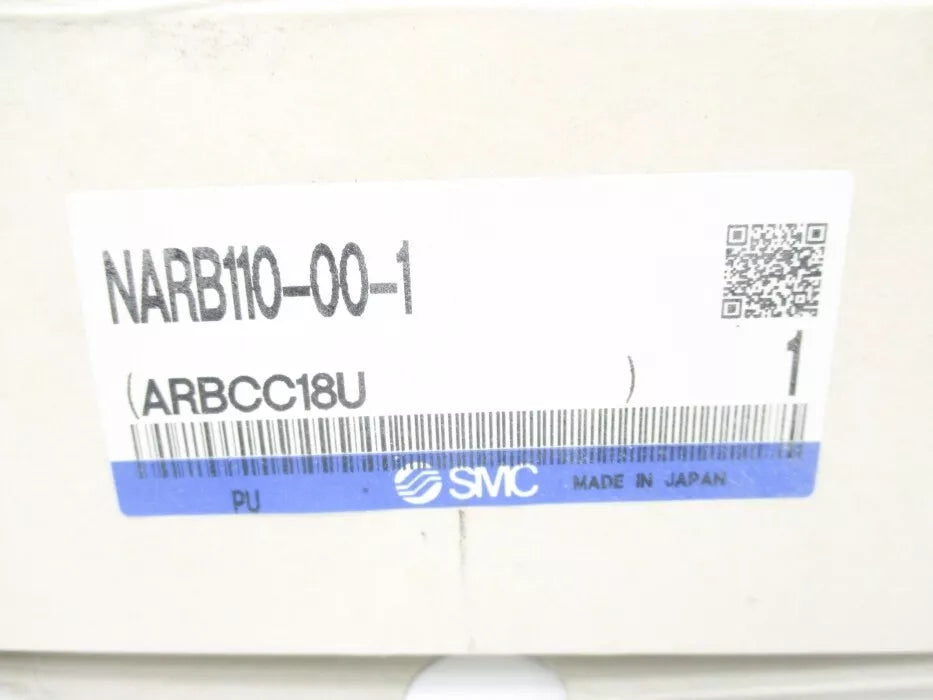 NARB110-00-1
(ARBCC18U )
1
PU
SMC MADE IN JAPAN